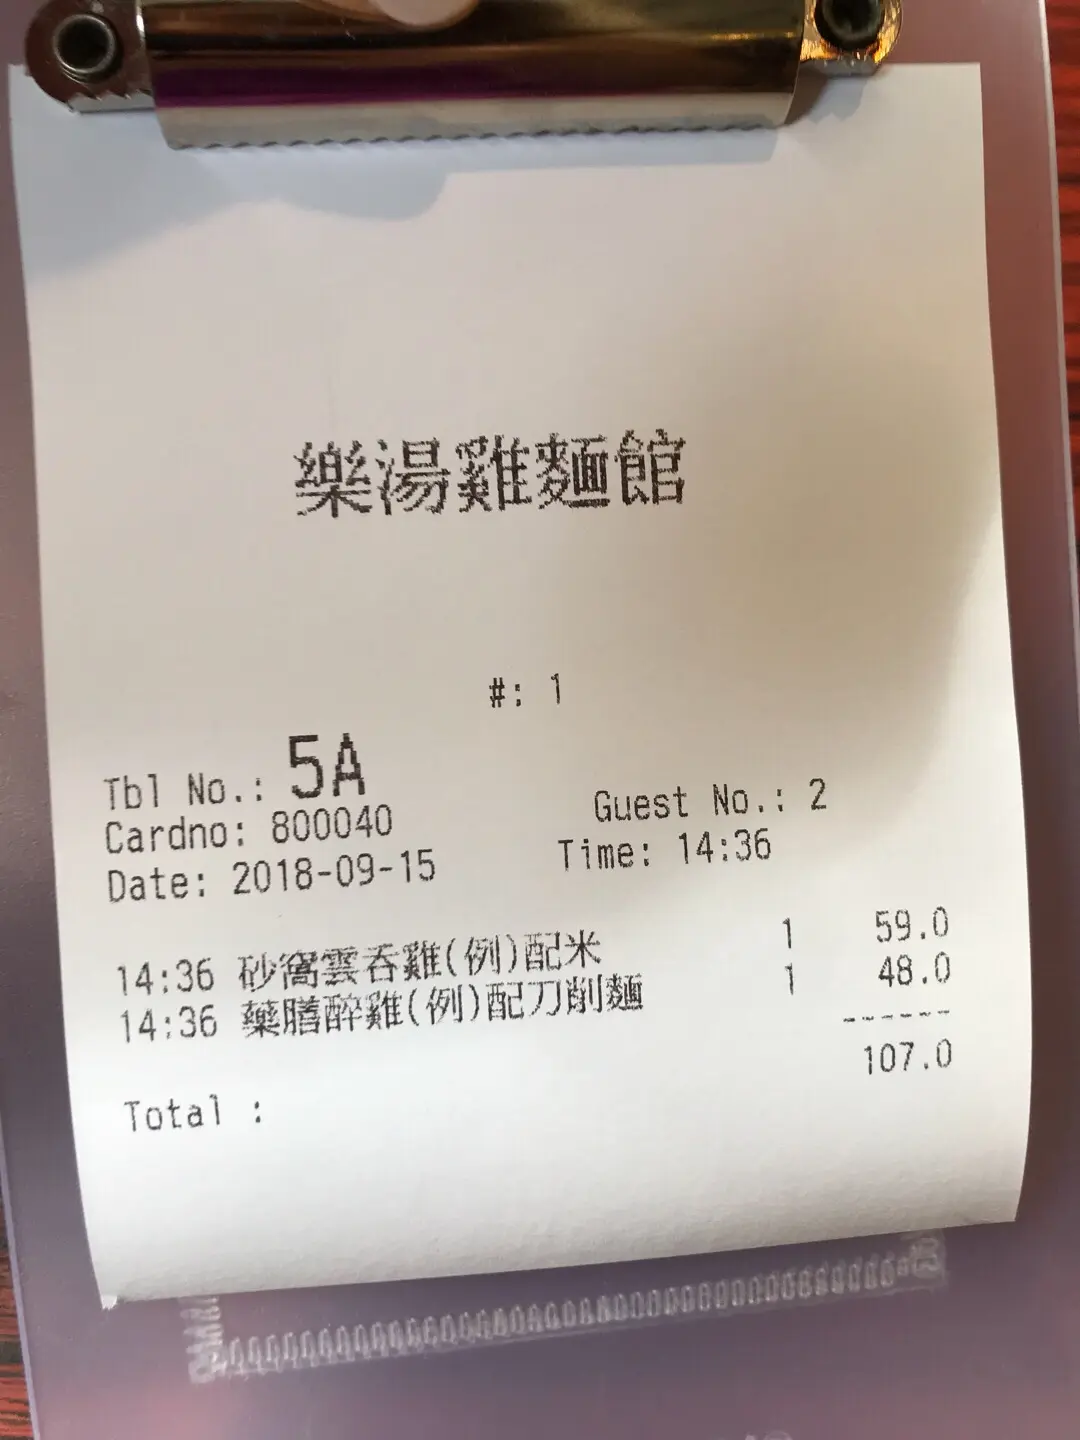 樂湯雞麵館
#: 1
Tbl No.: 5A Guest No.: 2
Cardno: 800040 Time: 14:36
Date: 2018-09-15
14:36 砂窩雲吞雞(例)配米 1 59.0
14:36 藥膳醉雞(例)配刀削麵 1 48.0
------
107.0
Total :